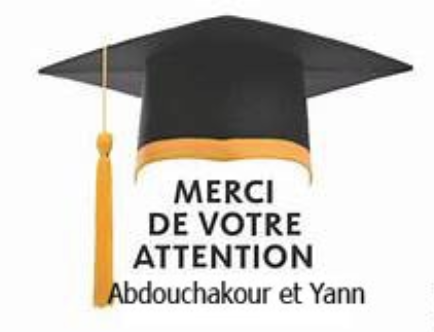 MERCI
DE VOTRE
ATTENTION
Abdouchakour et Yann